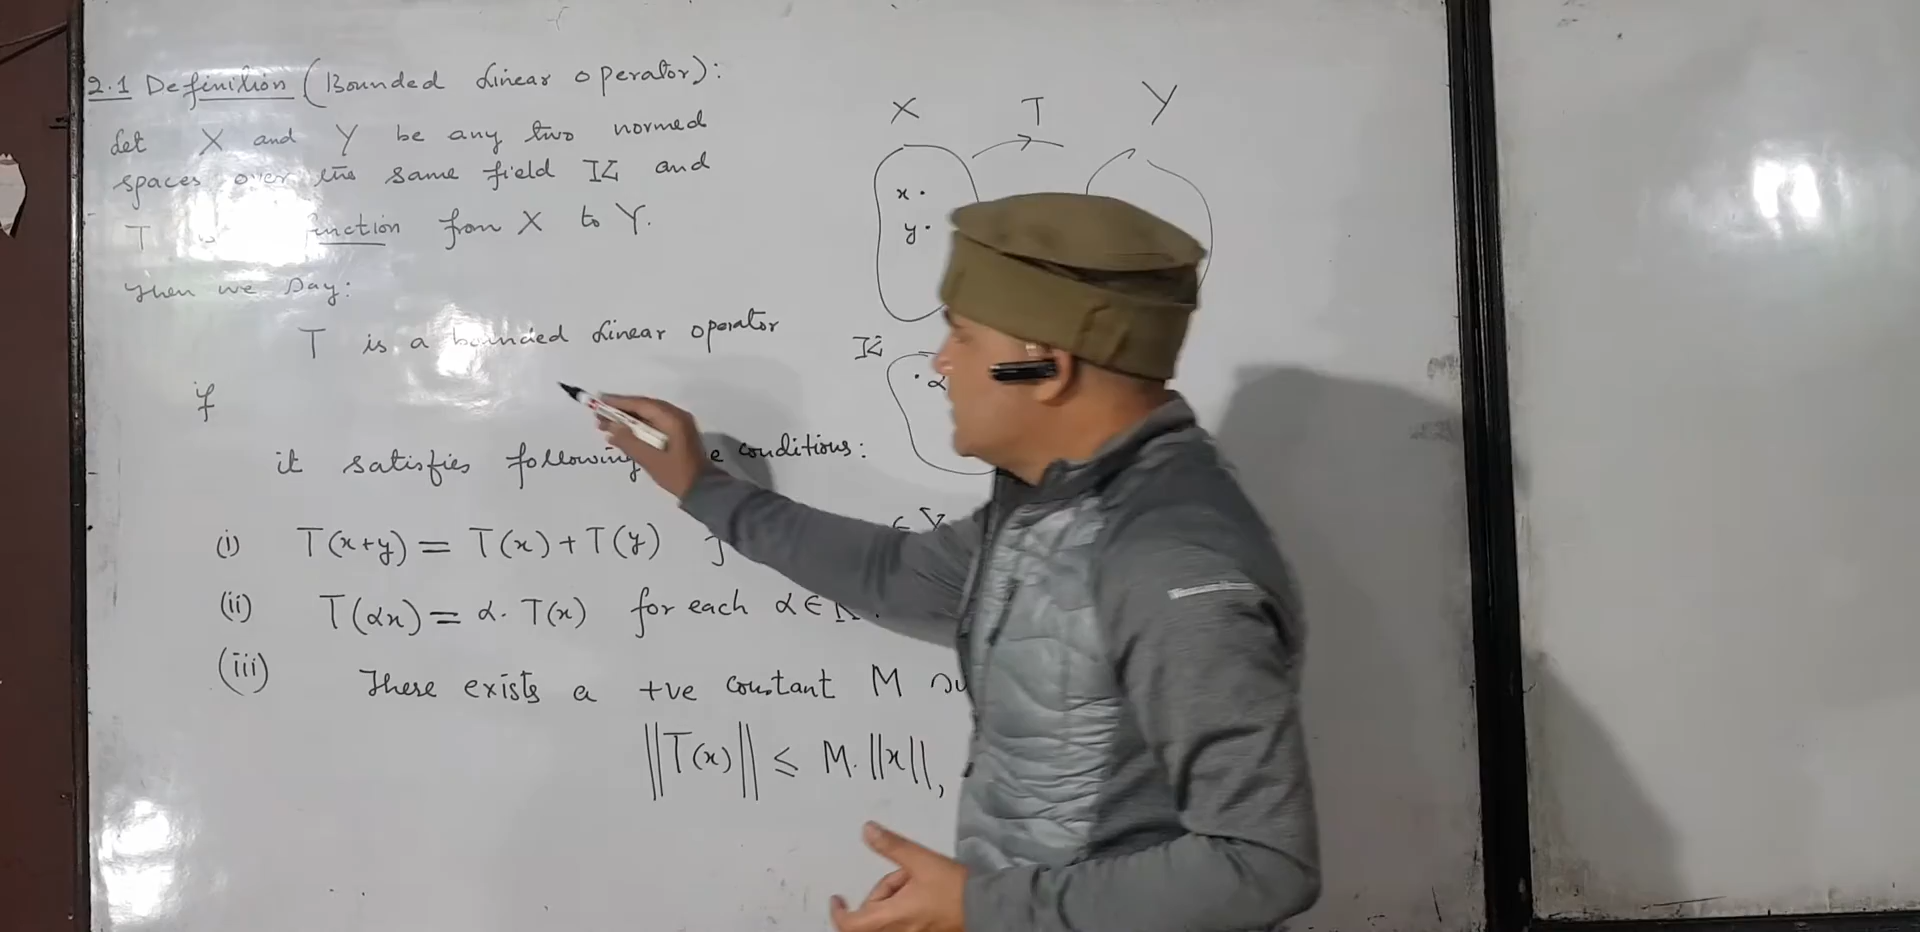 2.1 Definition (Bounded Linear operator):
Let X and Y be any two normed
spaces over the same field K and
T is function from X to Y.
Then we say:
T is a bounded Linear operator
if
it satisfies following conditions:
(i) T(x+y) = T(x) + T(y) ∈ X
(ii) T(αx) = α. T(x) for each α ∈ K.
(iii) There exists a +ve constant M
||T(x)|| ≤ M. ||x||,
X T Y
x.
y.
K
. α